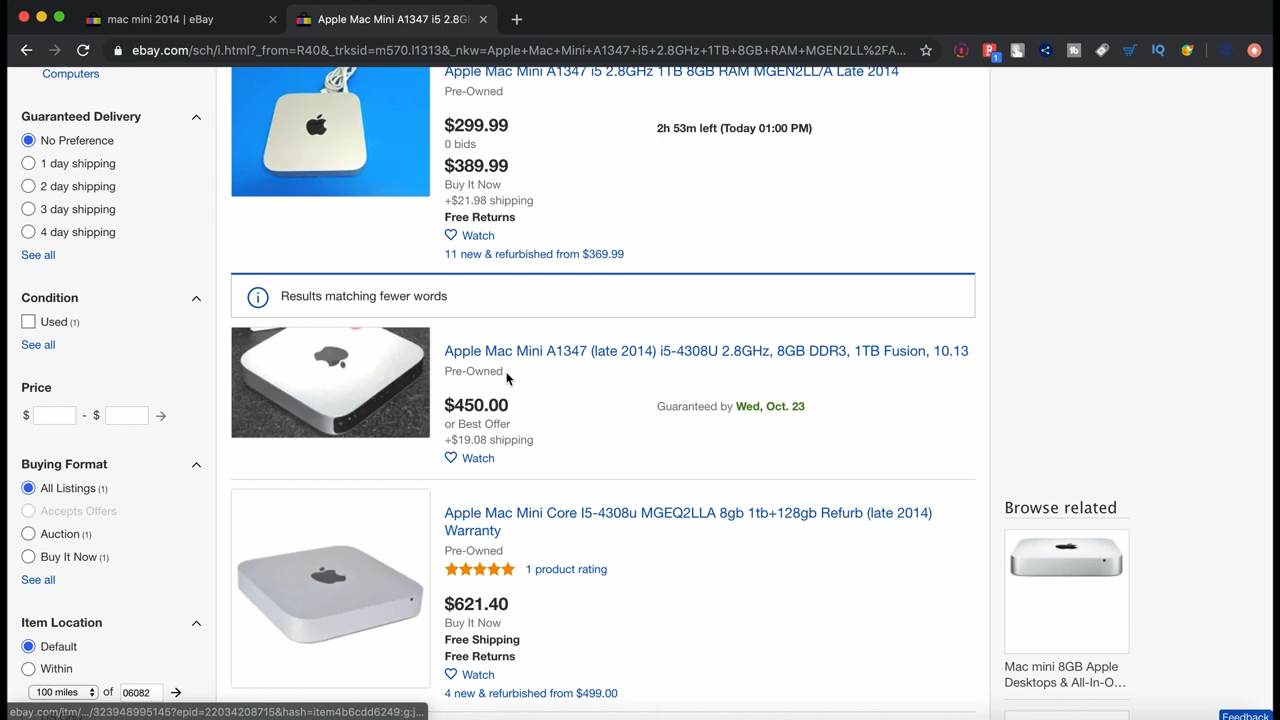 mac mini 2014 | eBay
Apple Mac Mini A1347 i5 2.8G
ebay.com/sch/i.html?_from=R40&_trksid=m570.l1313&_nkw=Apple+Mac+Mini+A1347+i5+2.8GHz+1TB+8GB+RAM+MGEN2LL%2FA...
1
Computers
Guaranteed Delivery
No Preference
1 day shipping
2 day shipping
3 day shipping
4 day shipping
See all
Condition
Used (1)
See all
Price
$ - $
Buying Format
All Listings (1)
Accepts Offers
Auction (1)
Buy It Now (1)
See all
Item Location
Default
Within
100 miles of 06082
Apple Mac Mini A1347 i5 2.8GHz 1TB 8GB RAM MGEN2LL/A Late 2014
Pre-Owned
$299.99
2h 53m left (Today 01:00 PM)
0 bids
$389.99
Buy It Now
+$21.98 shipping
Free Returns
Watch
11 new & refurbished from $369.99
Results matching fewer words
Apple Mac Mini A1347 (late 2014) i5-4308U 2.8GHz, 8GB DDR3, 1TB Fusion, 10.13
Pre-Owned
$450.00
Guaranteed by Wed, Oct. 23
or Best Offer
+$19.08 shipping
Watch
Apple Mac Mini Core I5-4308u MGEQ2LLA 8gb 1tb+128gb Refurb (late 2014)
Warranty
Pre-Owned
1 product rating
$621.40
Buy It Now
Free Shipping
Free Returns
Watch
4 new & refurbished from $499.00
Browse related
Mac mini 8GB Apple
Desktops & All-In-O...
ebay.com/itm/.../323948995145?epid=22034208715&hash=item4b6cdd6249:g:j...
Feedback